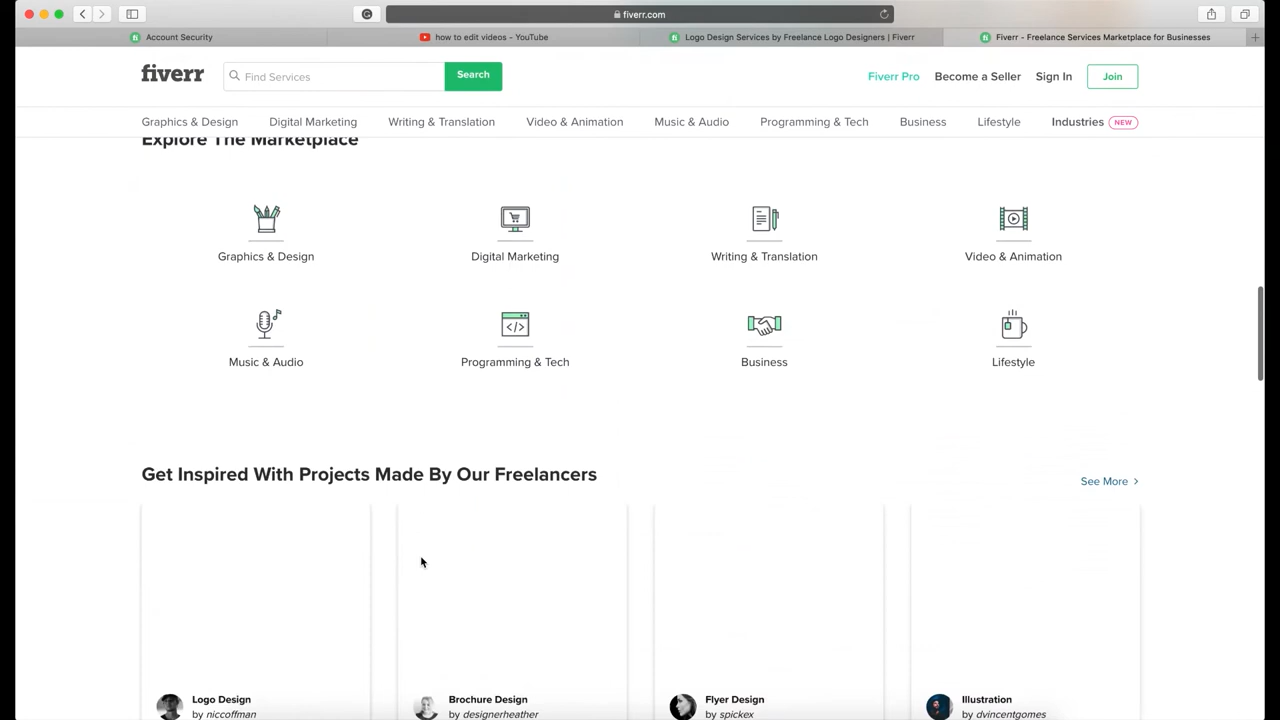 fiverr.com
Account Security
how to edit videos - YouTube
Logo Design Services by Freelance Logo Designers | Fiverr
Fiverr - Freelance Services Marketplace for Businesses
fiverr
Find Services
Search
Fiverr Pro
Become a Seller
Sign In
Join
Graphics & Design
Digital Marketing
Writing & Translation
Video & Animation
Music & Audio
Programming & Tech
Business
Lifestyle
Industries NEW
Explore The Marketplace
Graphics & Design
Digital Marketing
Writing & Translation
Video & Animation
Music & Audio
Programming & Tech
Business
Lifestyle
Get Inspired With Projects Made By Our Freelancers
See More
Logo Design
by niccoffman
Brochure Design
by designerheather
Flyer Design
by spickex
Illustration
by dvincentgomes